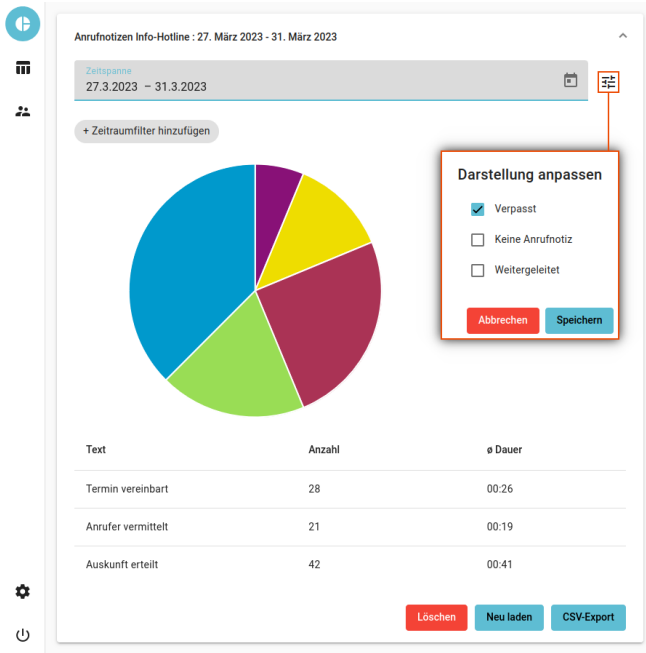 Anrufnotizen Info-Hotline : 27. März 2023 - 31. März 2023
Zeitspanne
27.3.2023 – 31.3.2023
+ Zeitraumfilter hinzufügen
Darstellung anpassen
Verpasst
Keine Anrufnotiz
Weitergeleitet
Abbrechen Speichern
Text Anzahl ø Dauer
Termin vereinbart 28 00:26
Anrufer vermittelt 21 00:19
Auskunft erteilt 42 00:41
Löschen Neu laden CSV-Export